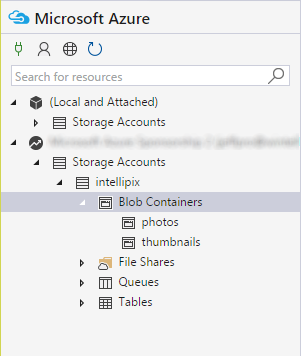 Microsoft Azure
Search for resources
(Local and Attached)
Storage Accounts
Storage Accounts
intellipix
Blob Containers
photos
thumbnails
File Shares
Queues
Tables